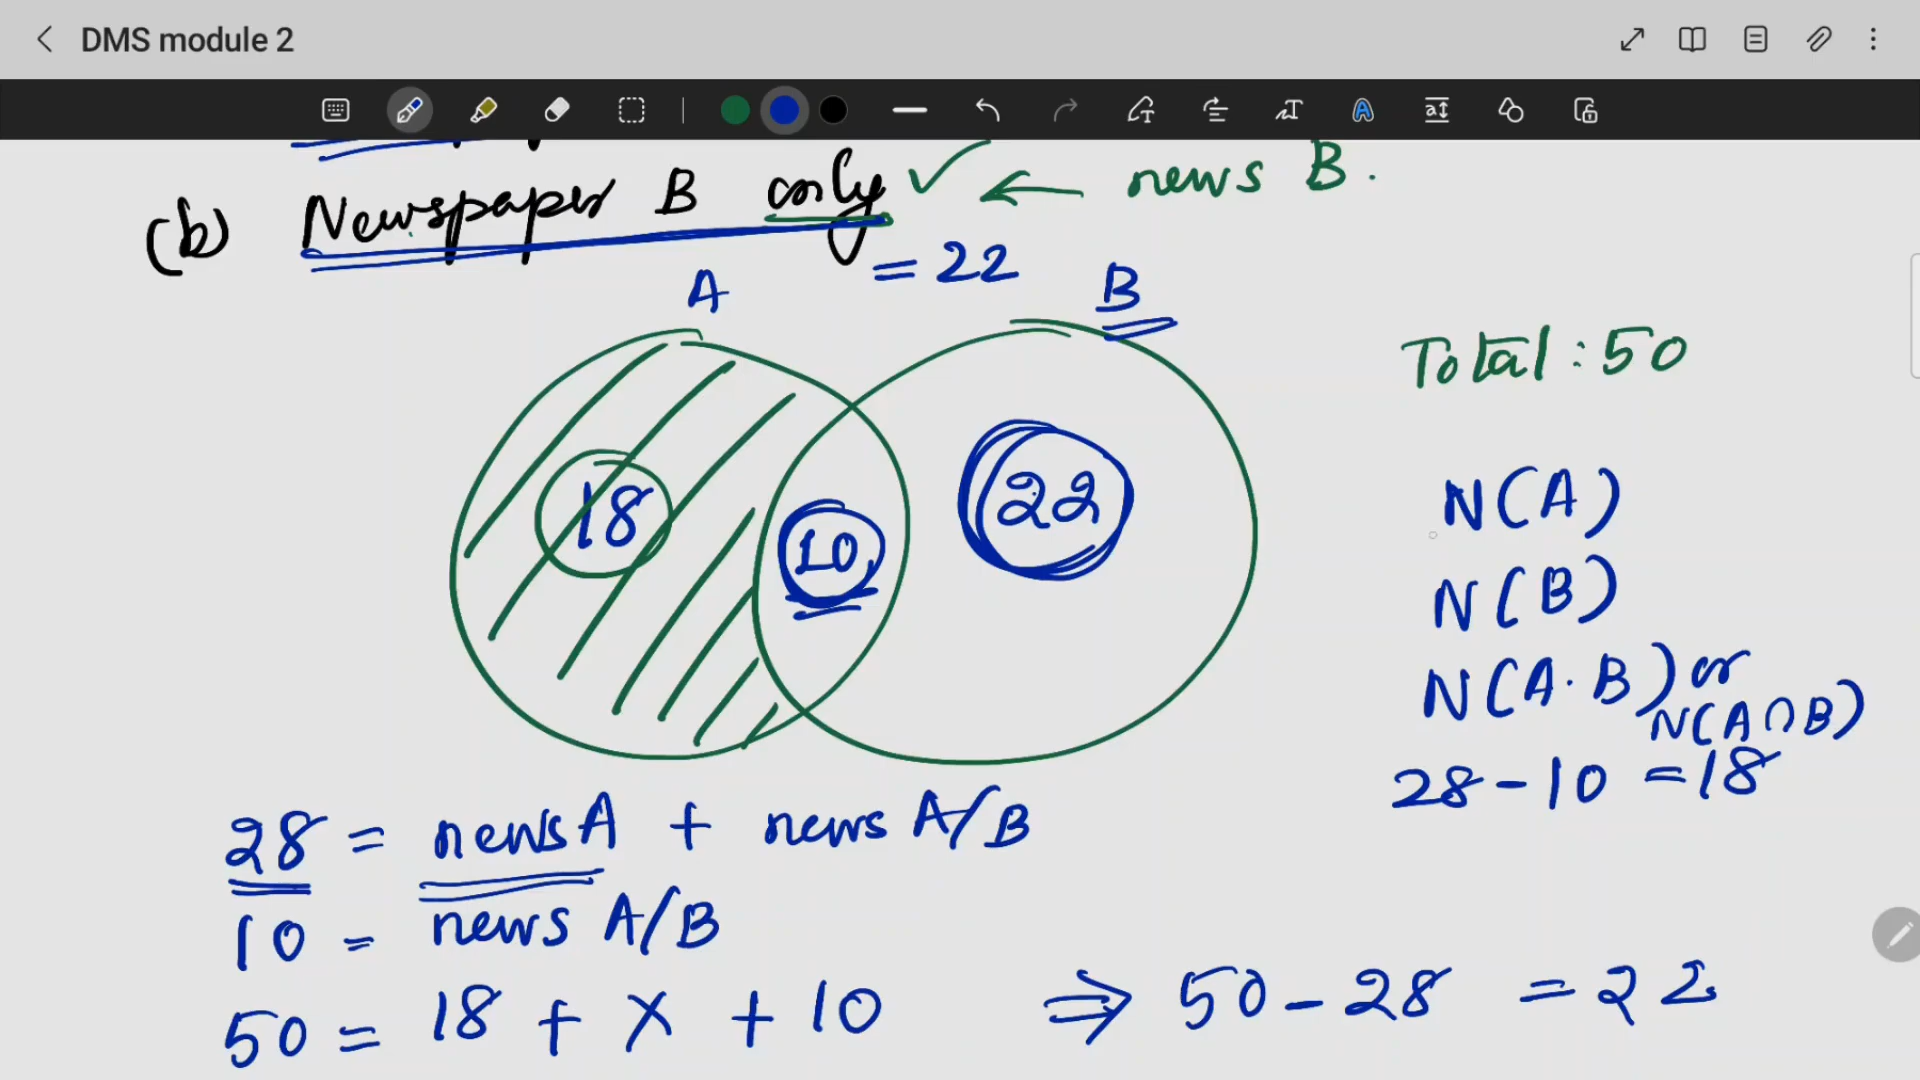 DMS module 2
(b) Newspaper B only ✓ ← news B.
= 22
A B
Total : 50
18 10 22
N(A)
N(B)
N(A·B) or
N(A∩B)
28 - 10 = 18
28 = news A + news A/B
10 = news A/B
50 = 18 + x + 10 ⇒ 50 - 28 = 22